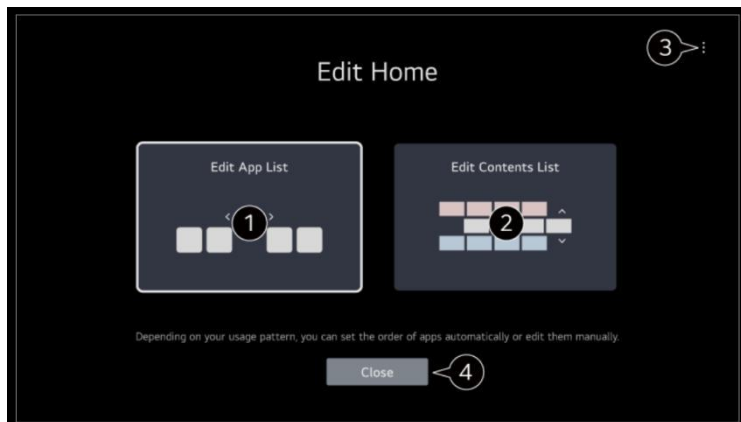 3
Edit Home
Edit App List
Edit Contents List
1
2
Depending on your usage pattern, you can set the order of apps automatically or edit them manually.
Close
4